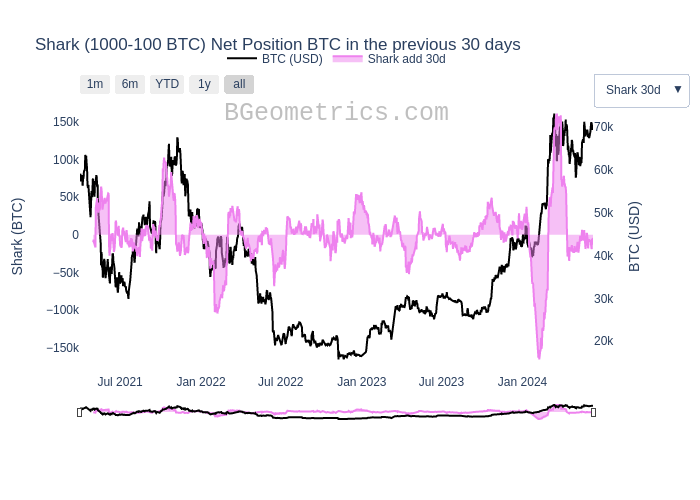 Shark (1000-100 BTC) Net Position BTC in the previous 30 days
BTC (USD) Shark add 30d
1m 6m YTD 1y all
Shark 30d ▼
BGeometrics.com
150k
100k
50k
0
−50k
−100k
−150k
Shark (BTC)
70k
60k
50k
40k
30k
20k
BTC (USD)
Jul 2021 Jan 2022 Jul 2022 Jan 2023 Jul 2023 Jan 2024